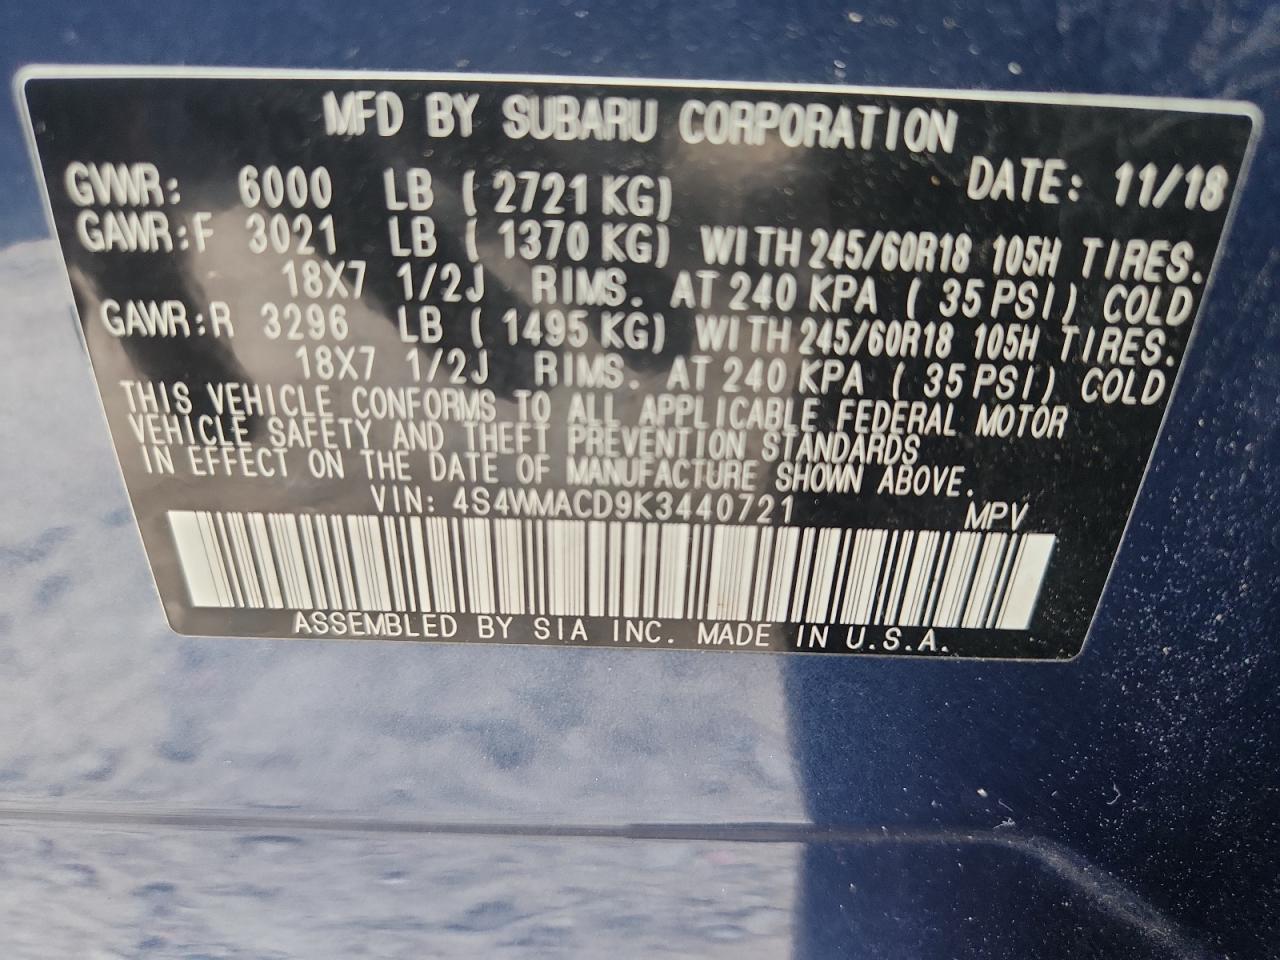 MFD BY SUBARU CORPORATION
GVWR: 6000 LB ( 2721 KG) DATE: 11/18
GAWR:F 3021 LB ( 1370 KG) WITH 245/60R18 105H TIRES.
18X7 1/2J RIMS. AT 240 KPA ( 35 PSI) COLD
GAWR:R 3296 LB ( 1495 KG) WITH 245/60R18 105H TIRES.
18X7 1/2J RIMS. AT 240 KPA ( 35 PSI) COLD
THIS VEHICLE CONFORMS TO ALL APPLICABLE FEDERAL MOTOR
VEHICLE SAFETY AND THEFT PREVENTION STANDARDS
IN EFFECT ON THE DATE OF MANUFACTURE SHOWN ABOVE.
VIN: 4S4WMACD9K3440721 MPV
ASSEMBLED BY SIA INC. MADE IN U.S.A.